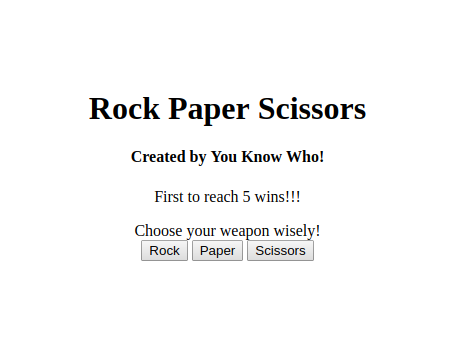 Rock Paper Scissors
Created by You Know Who!
First to reach 5 wins!!!
Choose your weapon wisely!
Rock Paper Scissors